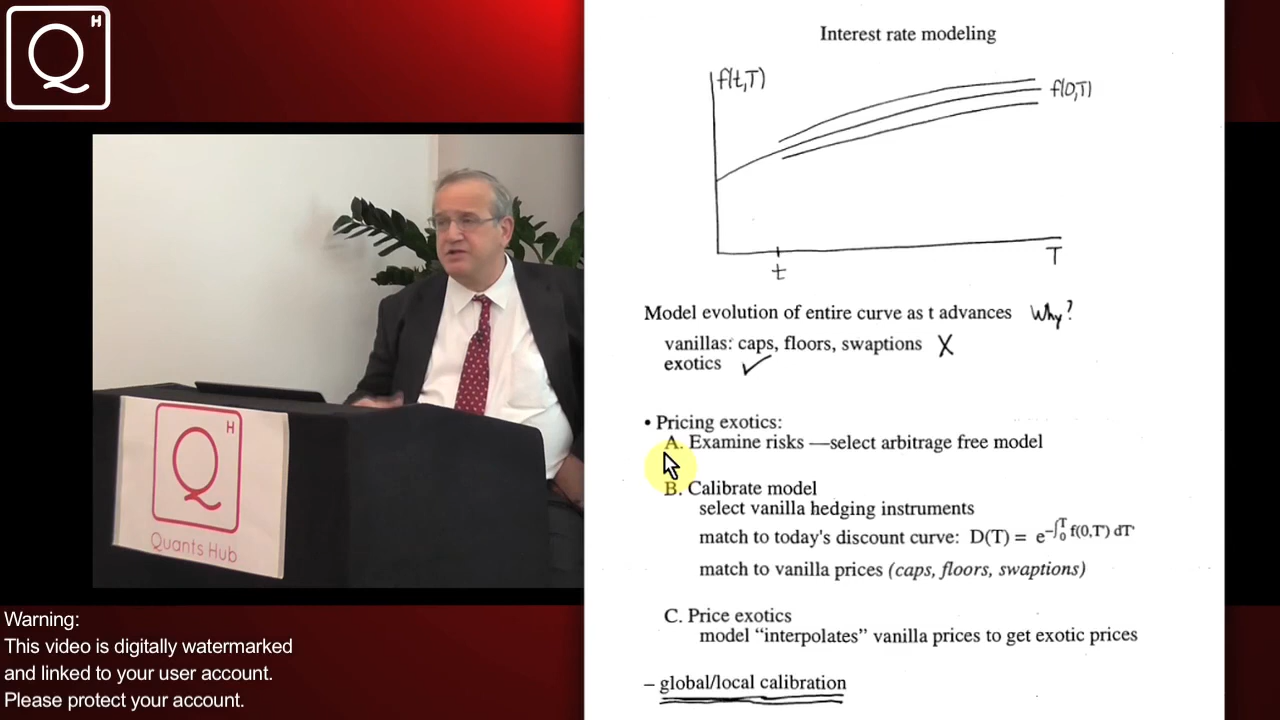 Q H
Q H
Quants Hub
Warning:
This video is digitally watermarked
and linked to your user account.
Please protect your account.
Interest rate modeling
f(t,T)
f(0,T)
t
T
Model evolution of entire curve as t advances Why?
vanillas: caps, floors, swaptions X
exotics ✓
• Pricing exotics:
A. Examine risks —select arbitrage free model
B. Calibrate model
select vanilla hedging instruments
match to today's discount curve: D(T) = e^-∫₀ᵀ f(0,T') dT'
match to vanilla prices (caps, floors, swaptions)
C. Price exotics
model “interpolates” vanilla prices to get exotic prices
– global/local calibration